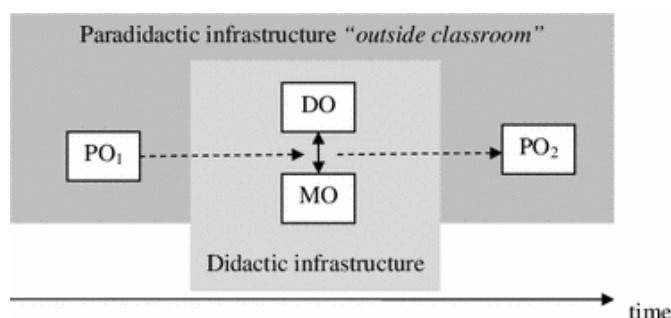 Paradidactic infrastructure “outside classroom”
DO
PO₁
PO₂
MO
Didactic infrastructure
time